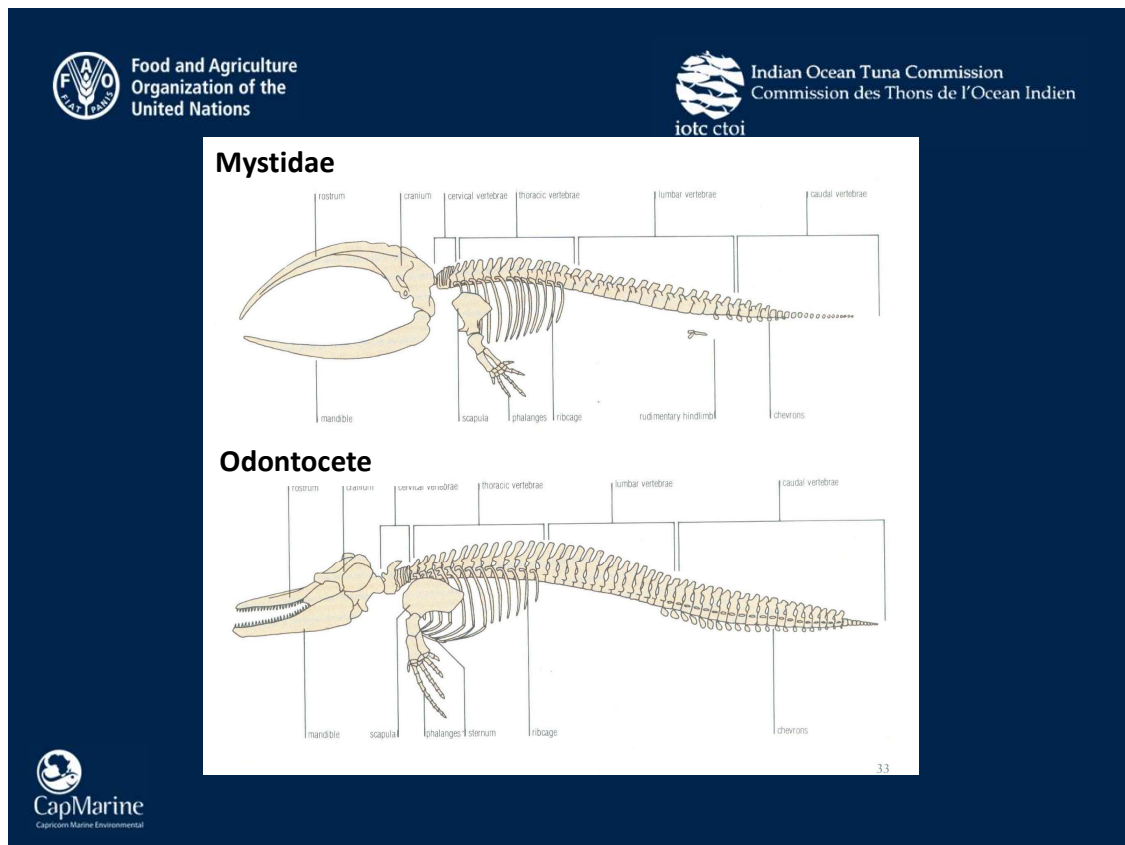 Food and Agriculture
Organization of the
United Nations
F A O
FIAT PANIS
Indian Ocean Tuna Commission
Commission des Thons de l'Ocean Indien
iotc ctoi
Mystidae
rostrum cranium cervical vertebrae thoracic vertebrae lumbar vertebrae caudal vertebrae
mandible scapula phalanges ribcage rudimentary hindlimb chevrons
Odontocete
rostrum cranium cervical vertebrae thoracic vertebrae lumbar vertebrae caudal vertebrae
mandible scapula phalanges sternum ribcage chevrons
33
CapMarine
Capricorn Marine Environmental